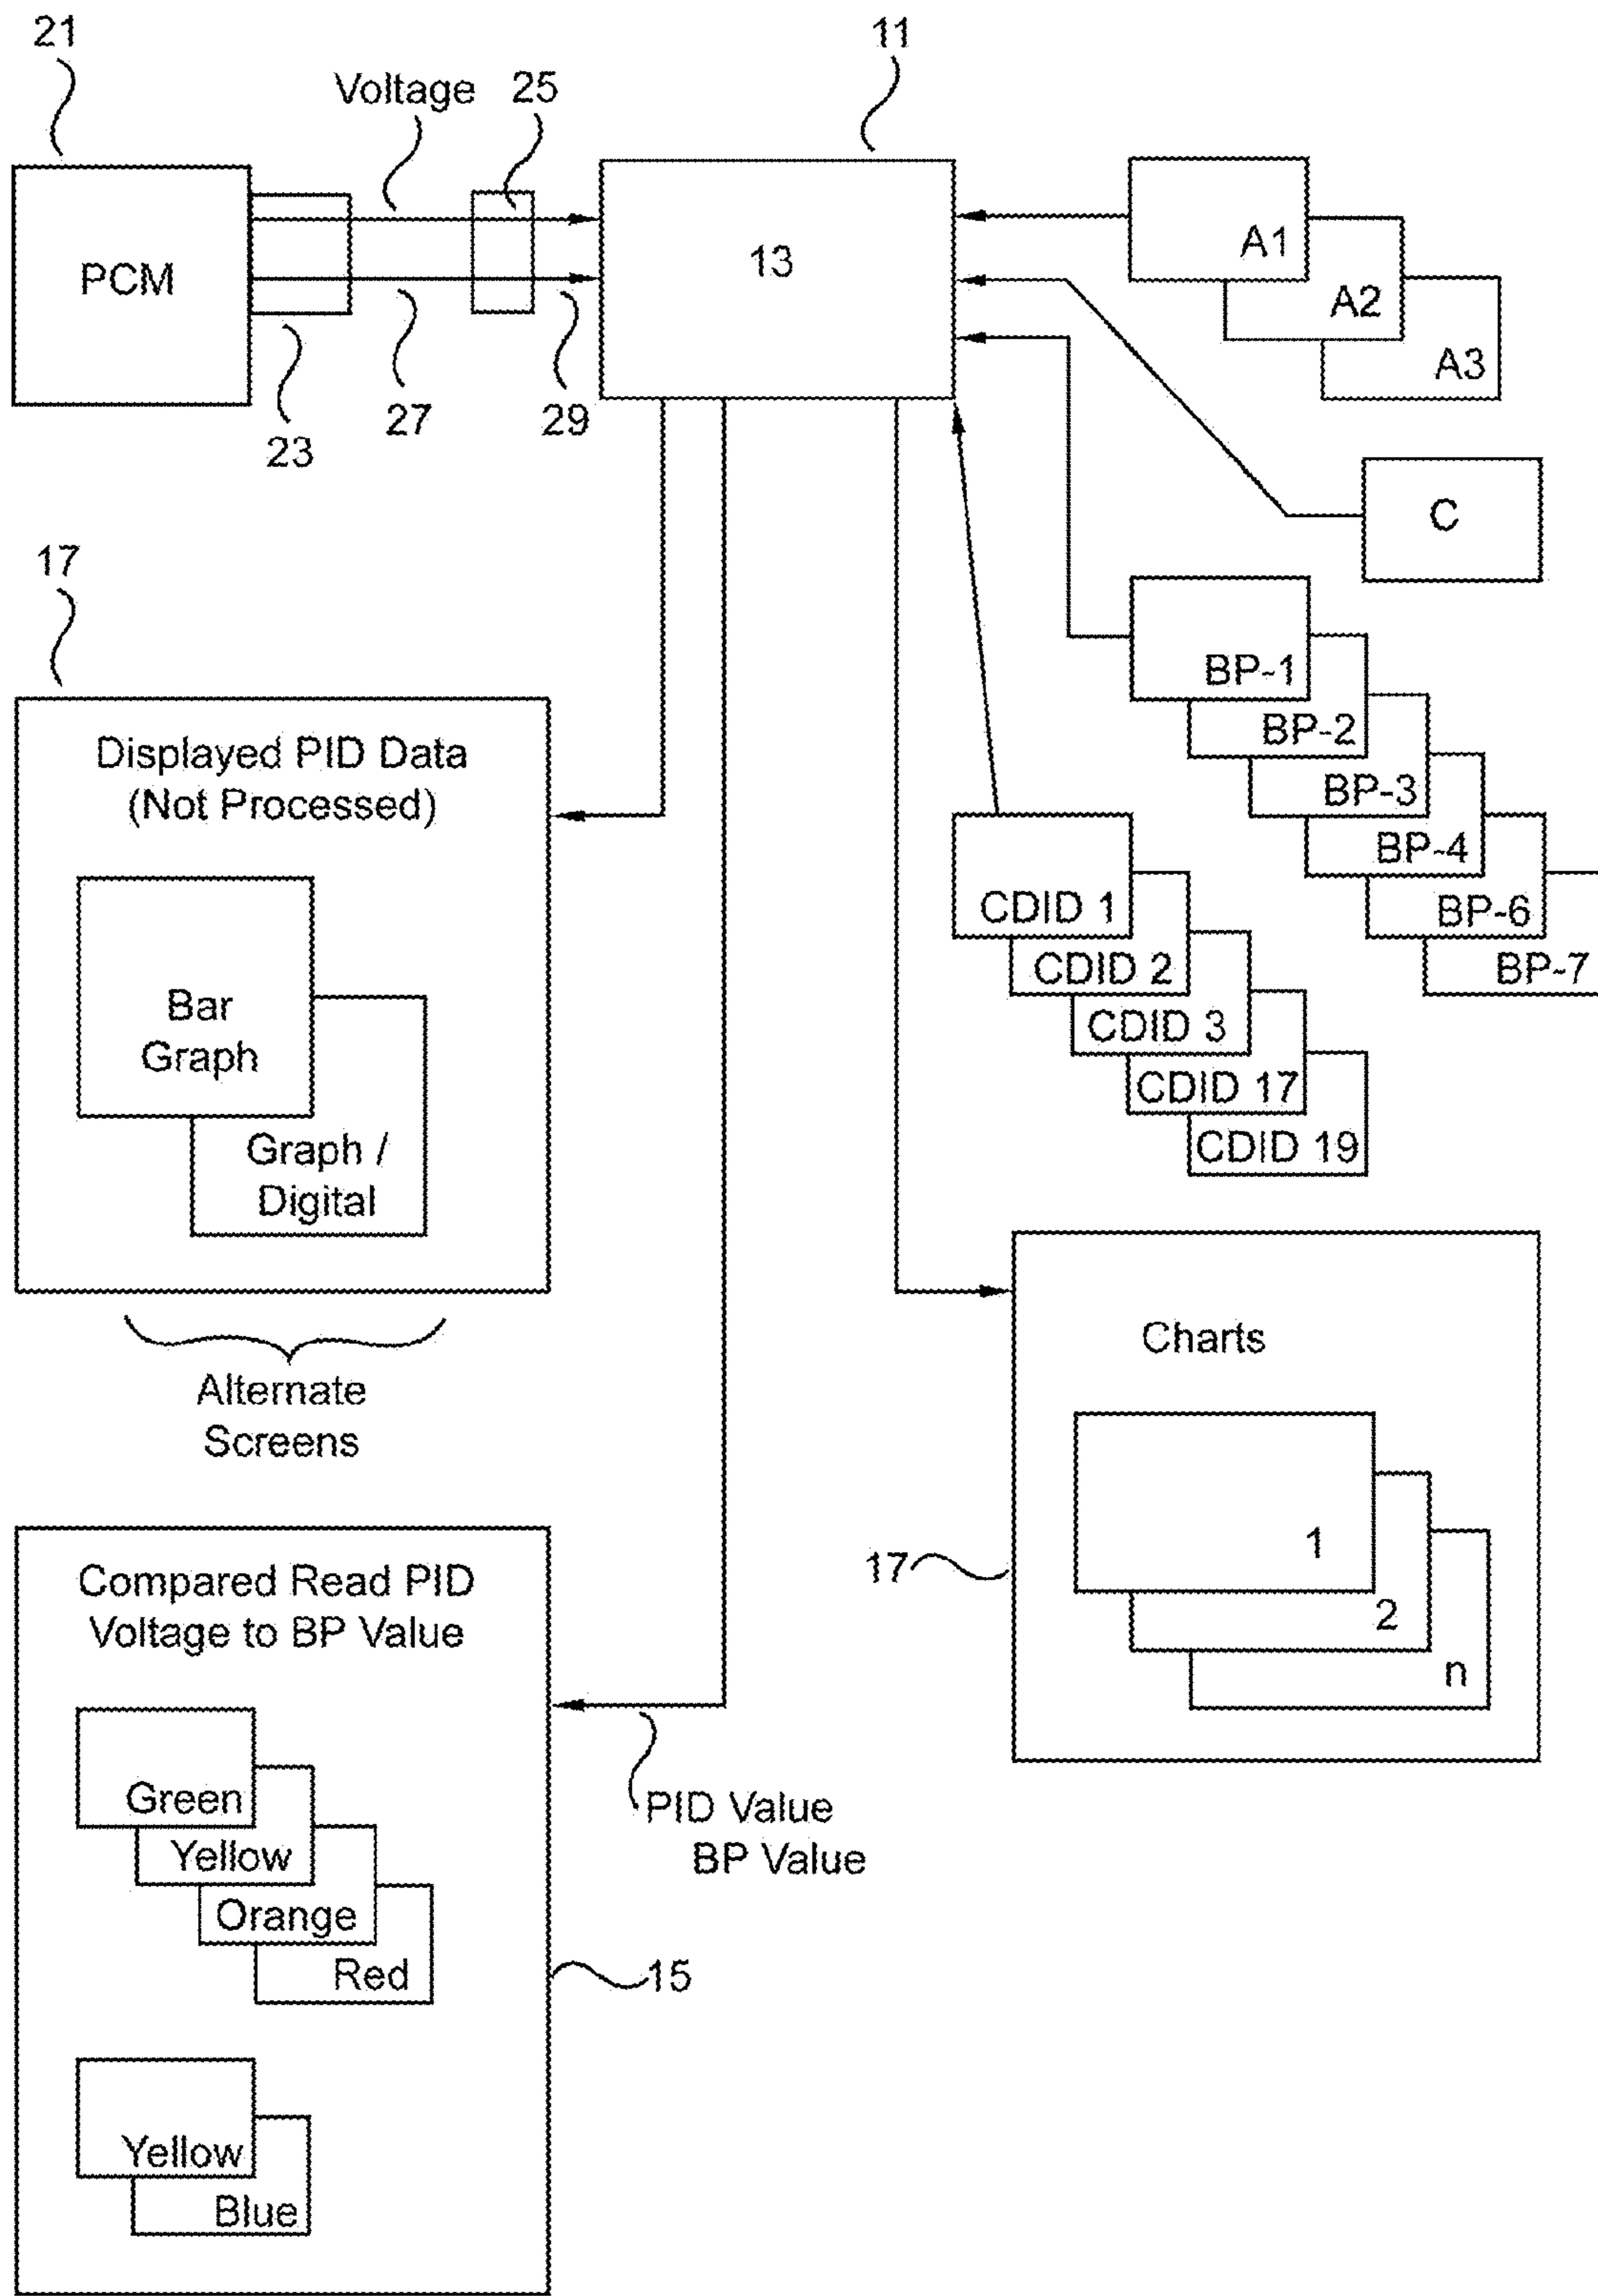 21
11
Voltage
25
PCM
13
A1
A2
A3
23
27
29
C
17
BP-1
BP-2
BP-3
BP-4
BP-6
BP-7
Displayed PID Data
(Not Processed)
Bar
Graph
Graph /
Digital
CDID 1
CDID 2
CDID 3
CDID 17
CDID 19
Alternate
Screens
Charts
1
2
n
17
Compared Read PID
Voltage to BP Value
Green
Yellow
Orange
Red
PID Value
BP Value
15
Yellow
Blue